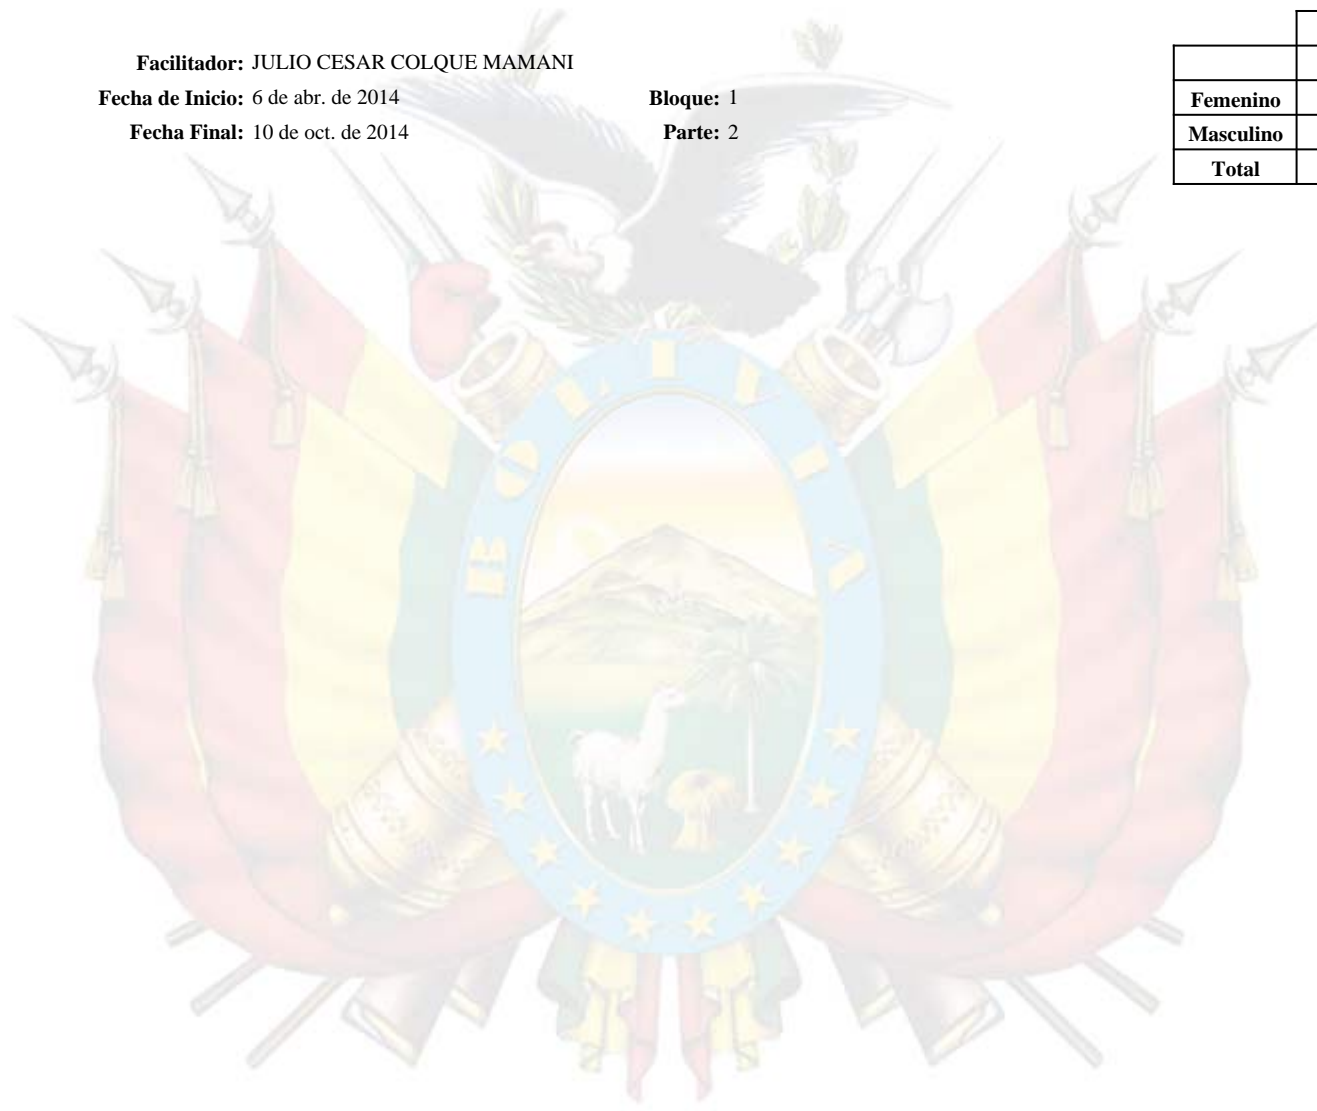 Facilitador: JULIO CESAR COLQUE MAMANI
Fecha de Inicio: 6 de abr. de 2014 Bloque: 1
Fecha Final: 10 de oct. de 2014 Parte: 2
Femenino
Masculino
Total
BOLIVIA